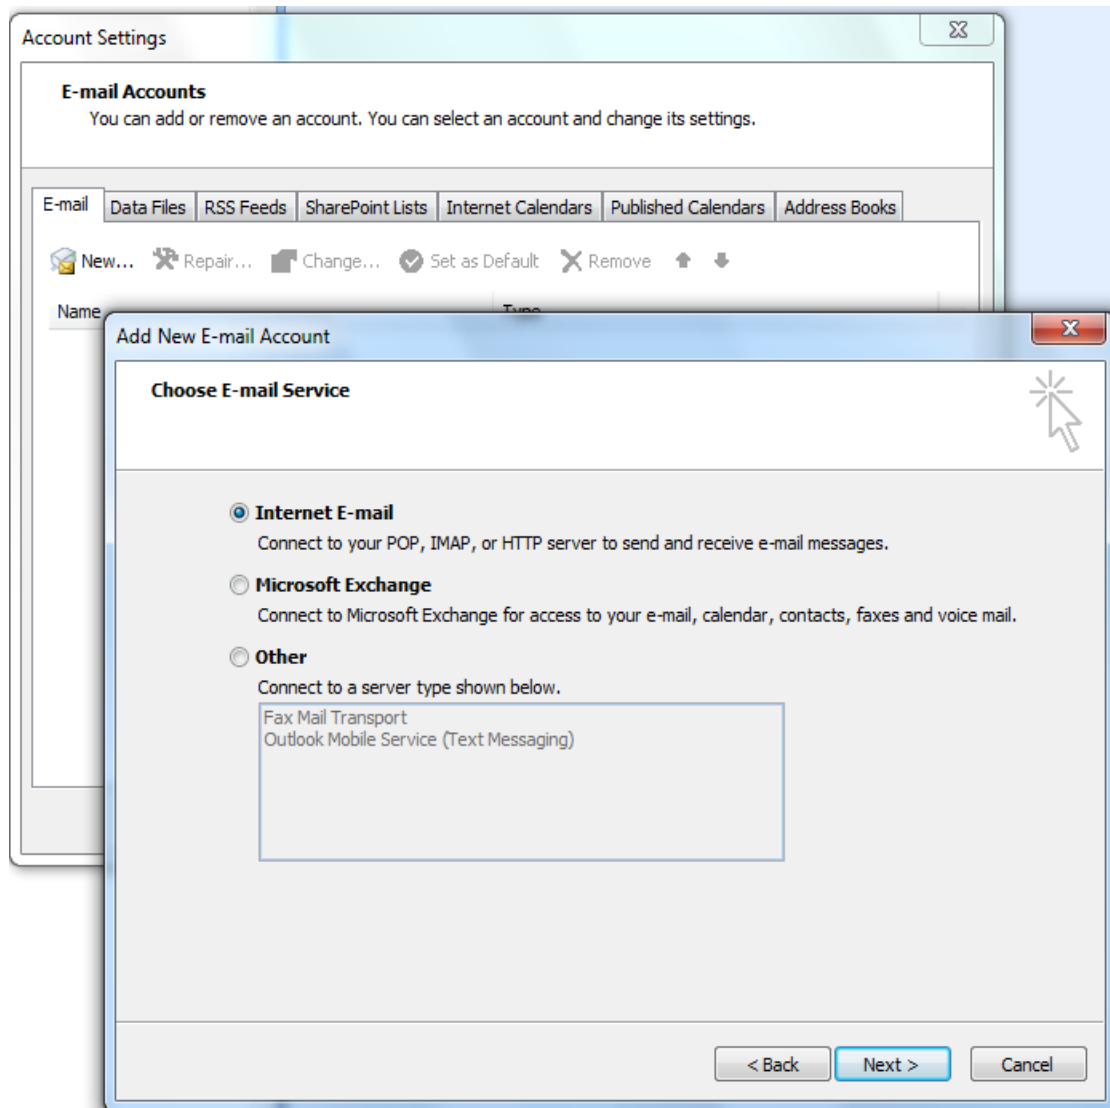 Account Settings
E-mail Accounts
You can add or remove an account. You can select an account and change its settings.
E-mail Data Files RSS Feeds SharePoint Lists Internet Calendars Published Calendars Address Books
New... Repair... Change... Set as Default Remove
Name Type
Add New E-mail Account
Choose E-mail Service
Internet E-mail
Connect to your POP, IMAP, or HTTP server to send and receive e-mail messages.
Microsoft Exchange
Connect to Microsoft Exchange for access to your e-mail, calendar, contacts, faxes and voice mail.
Other
Connect to a server type shown below.
Fax Mail Transport
Outlook Mobile Service (Text Messaging)
< Back Next > Cancel